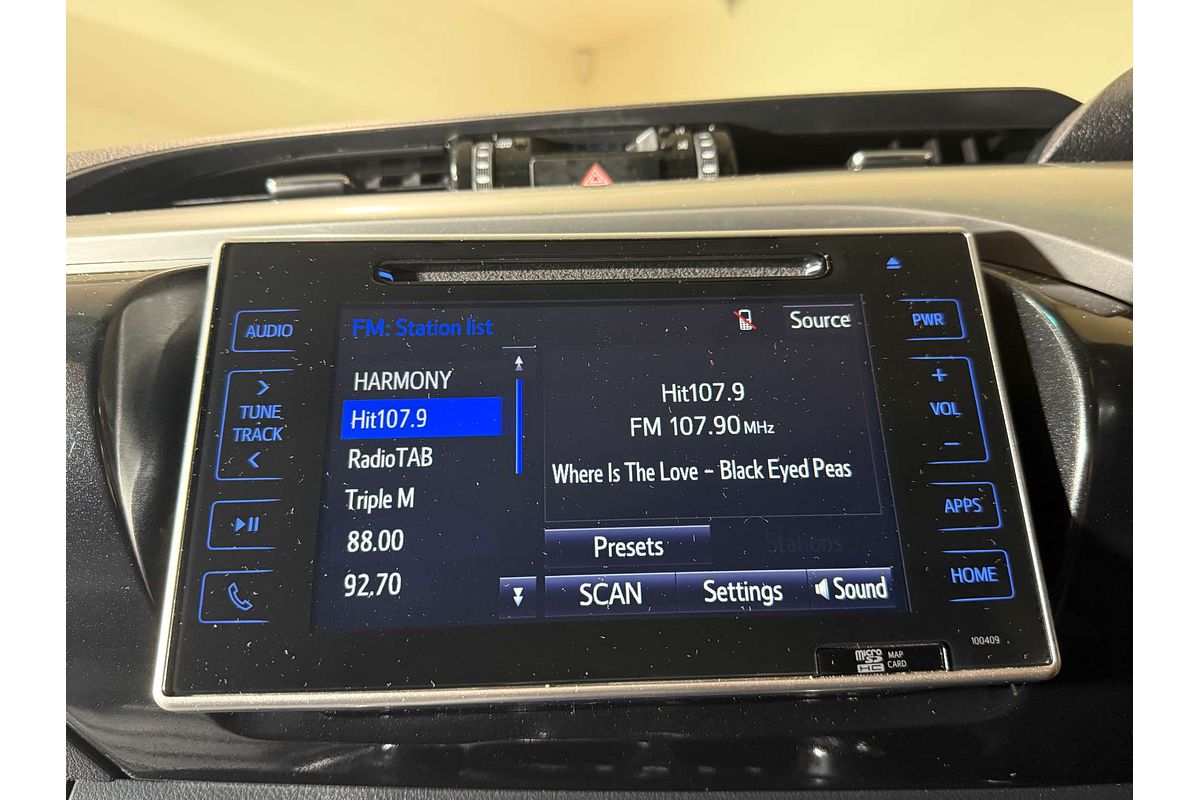 AUDIO
TUNE
TRACK
FM: Station list
HARMONY
Hit107.9
RadioTAB
Triple M
88.00
92.70
Source
Hit107.9
FM 107.90 MHz
Where Is The Love - Black Eyed Peas
Presets
Stations
SCAN
Settings
Sound
PWR
+
VOL
-
APPS
HOME
100409
micro
SD
HC
MAP
CARD